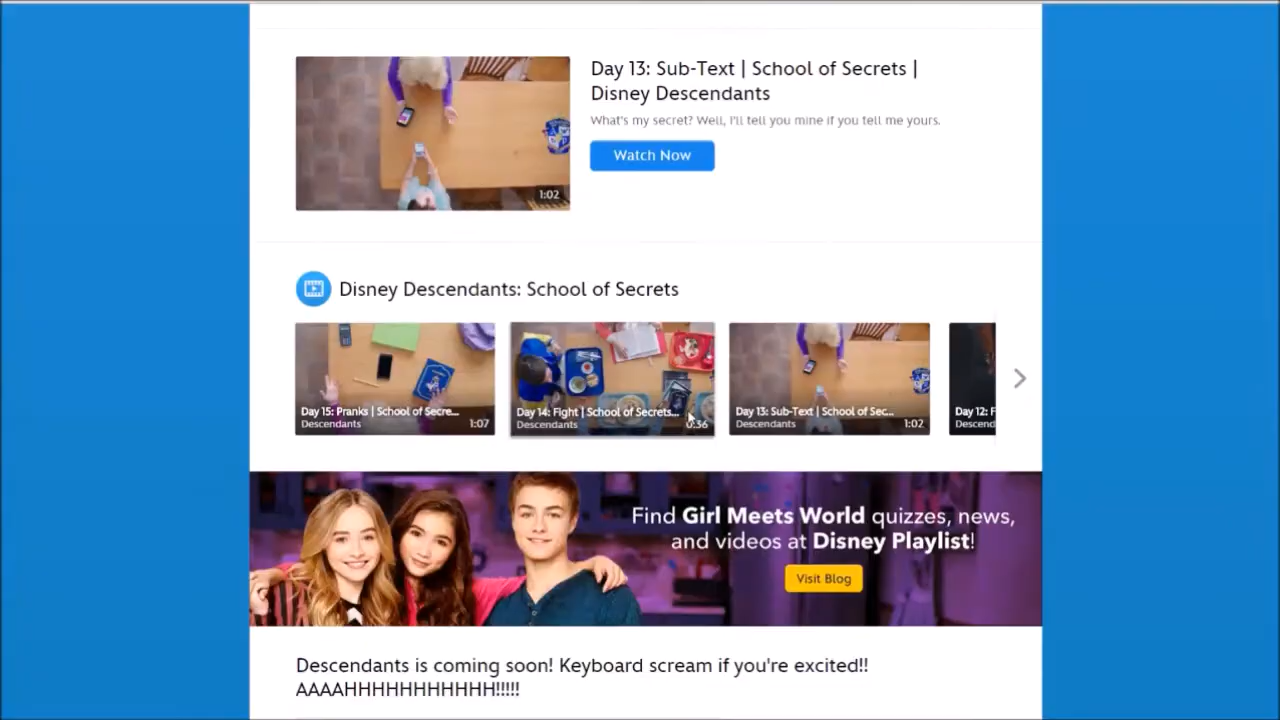 Day 13: Sub-Text | School of Secrets |
Disney Descendants
What's my secret? Well, I'll tell you mine if you tell me yours.
Watch Now
1:02
Disney Descendants: School of Secrets
Day 15: Pranks | School of Secre...
Descendants
1:07
Day 14: Fight | School of Secrets...
Descendants
0:36
Day 13: Sub-Text | School of Sec...
Descendants
1:02
Day 12: F
Descend
Find Girl Meets World quizzes, news,
and videos at Disney Playlist!
Visit Blog
Descendants is coming soon! Keyboard scream if you're excited!!
AAAAHHHHHHHHHHHH!!!!!